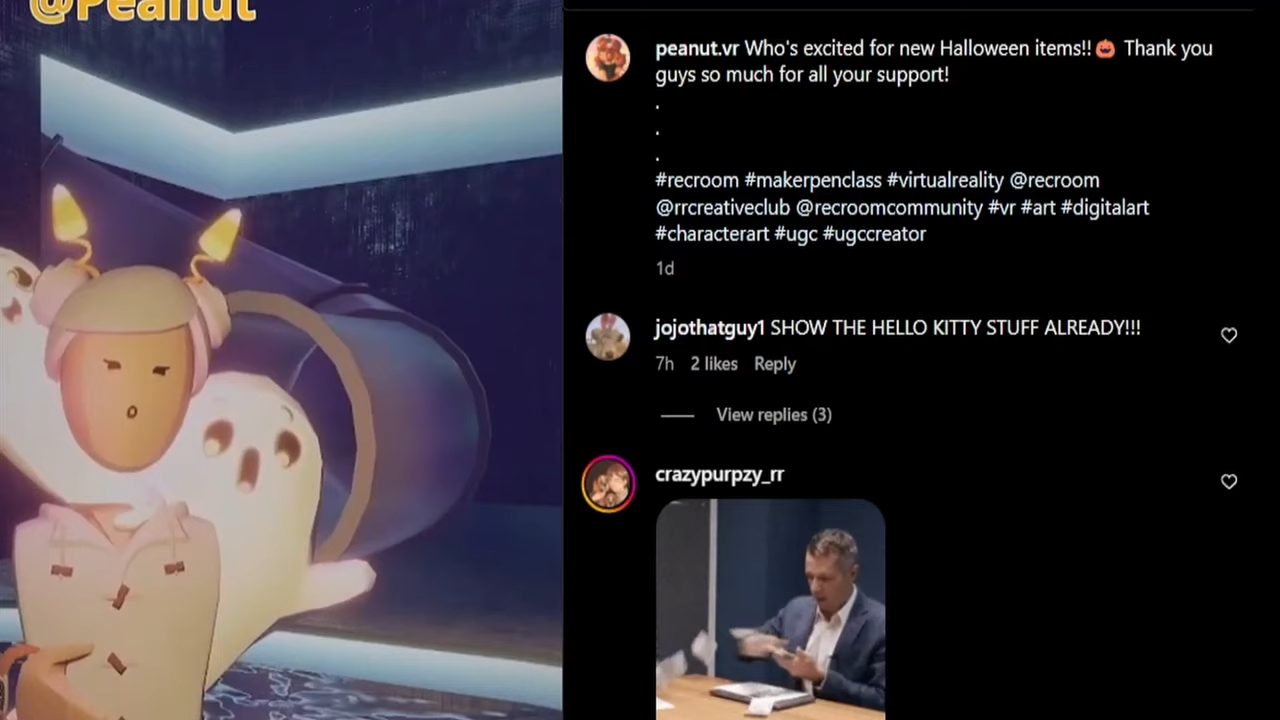 @Peanut
peanut.vr Who's excited for new Halloween items!!🎃 Thank you
guys so much for all your support!
.
.
.
#recroom #makerpenclass #virtualreality @recroom
@rrcreativeclub @recroomcommunity #vr #art #digitalart
#characterart #ugc #ugccreator
1d
jojothatguy1 SHOW THE HELLO KITTY STUFF ALREADY!!!
7h 2 likes Reply
View replies (3)
crazypurpzy_rr